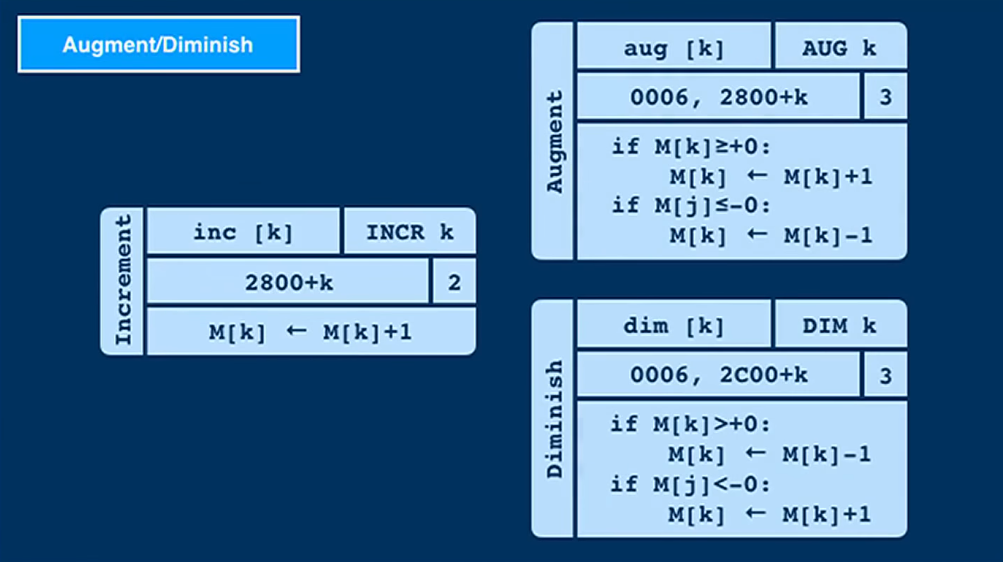 Augment/Diminish
Increment
inc [k]
INCR k
2800+k
2
M[k] ← M[k]+1
Augment
aug [k]
AUG k
0006, 2800+k
3
if M[k]≥+0:
M[k] ← M[k]+1
if M[j]≤-0:
M[k] ← M[k]-1
Diminish
dim [k]
DIM k
0006, 2C00+k
3
if M[k]>+0:
M[k] ← M[k]-1
if M[j]<-0:
M[k] ← M[k]+1